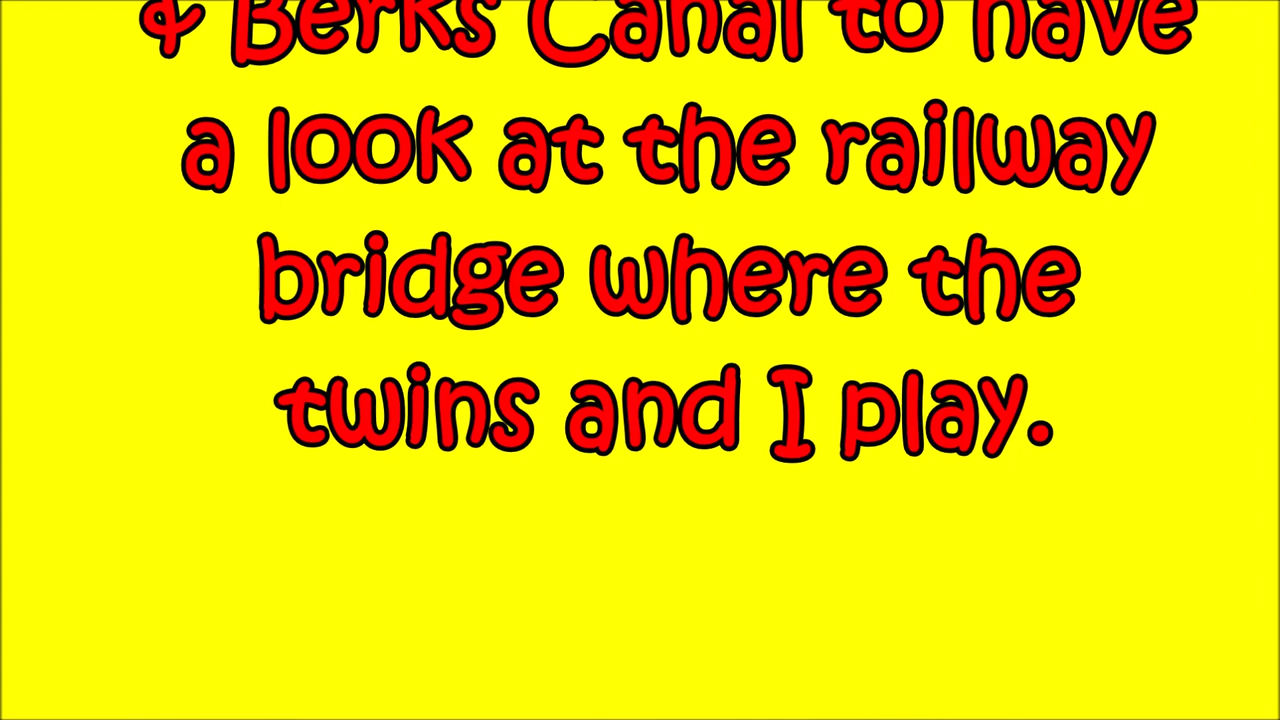 & Berks Canal to have
a look at the railway
bridge where the
twins and I play.